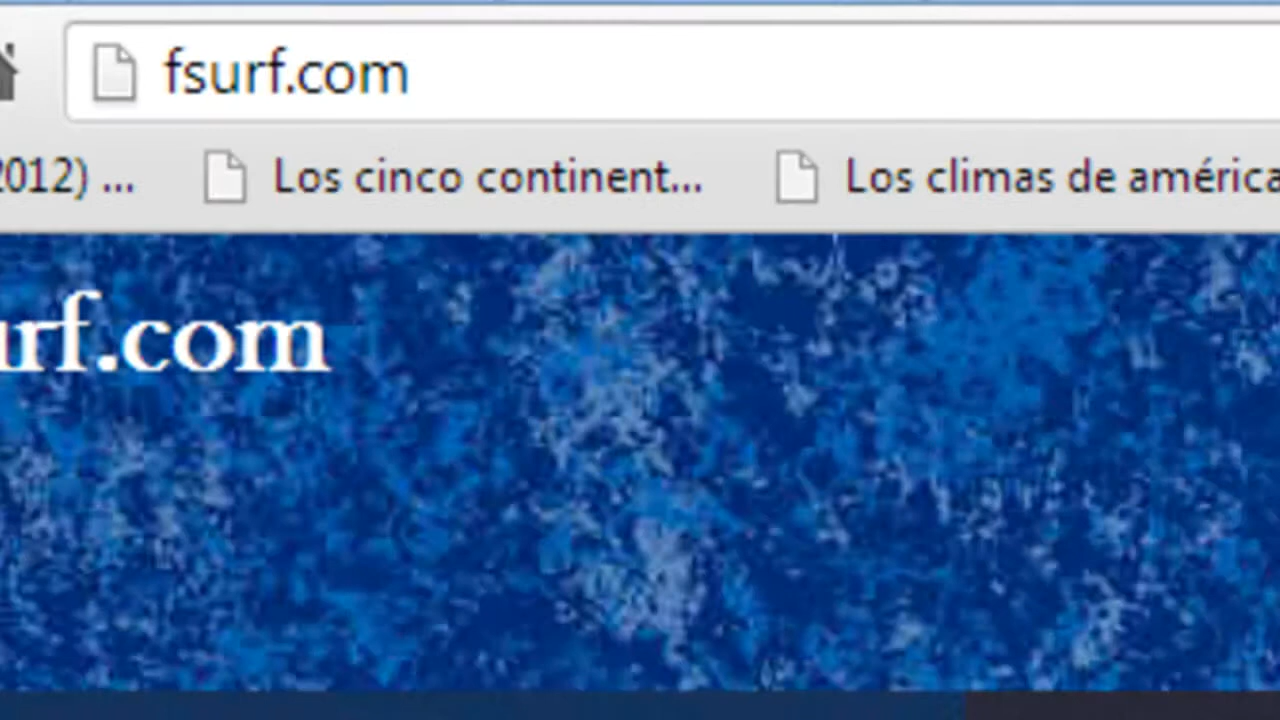 fsurf.com
2012) ... Los cinco continent... Los climas de américa
urf.com